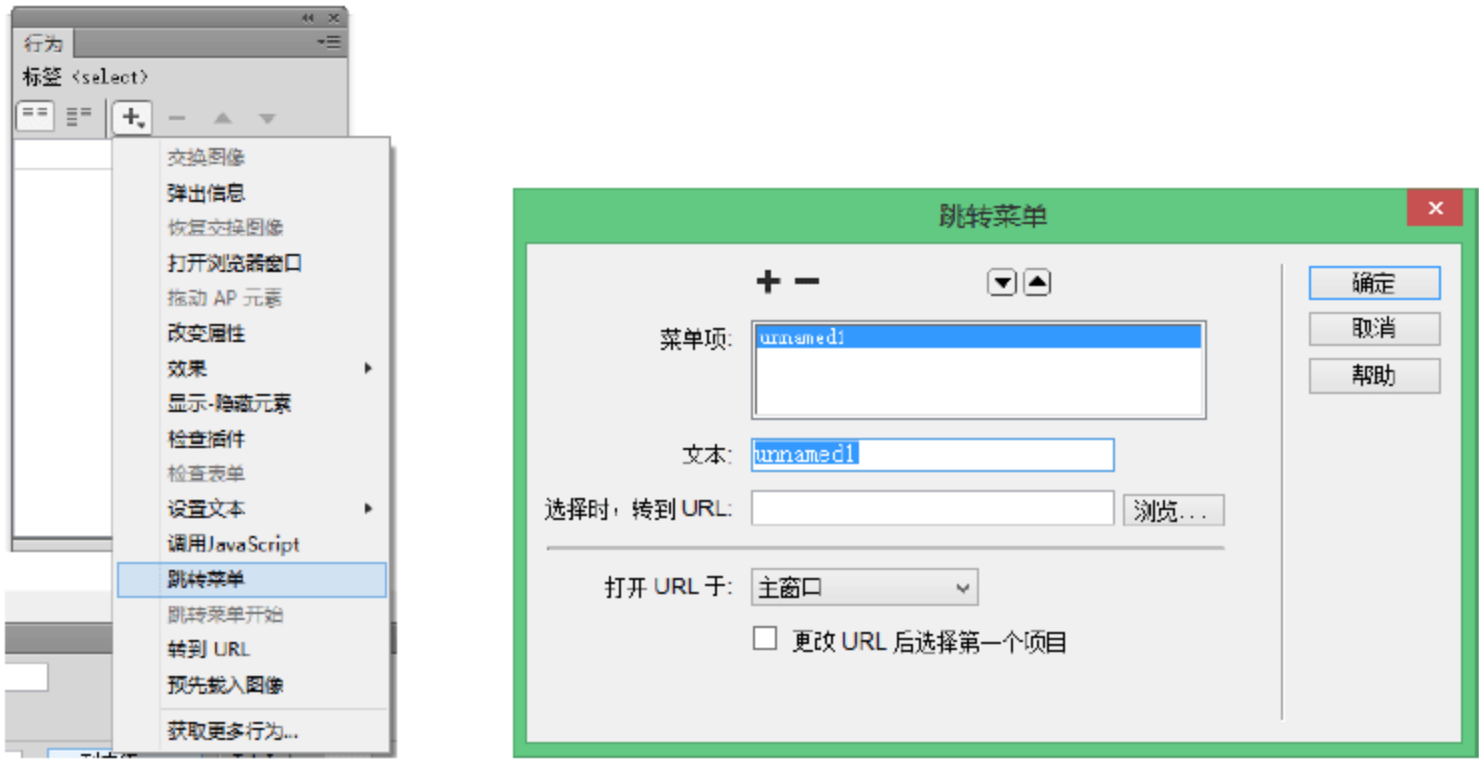 行为
标签 <select>
交换图像
弹出信息
恢复交换图像
打开浏览器窗口
拖动 AP 元素
改变属性
效果
显示-隐藏元素
检查插件
检查表单
设置文本
调用JavaScript
跳转菜单
跳转菜单开始
转到 URL
预先载入图像
获取更多行为...
跳转菜单
菜单项: unnamed1
文本: unnamed1
选择时，转到 URL: 浏览...
打开 URL 于: 主窗口
更改 URL 后选择第一个项目
确定
取消
帮助